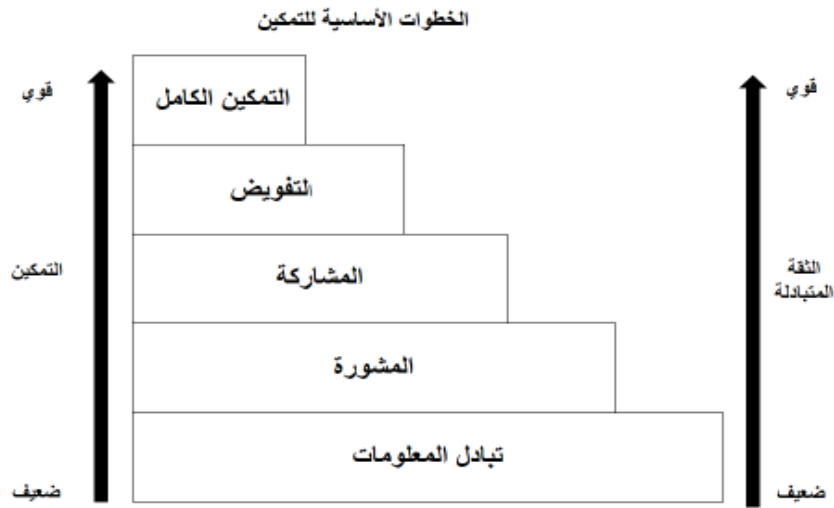 الخطوات الأساسية للتمكين
قوي
قوي
التمكين الكامل
التفويض
المشاركة
الثقة
المتبادلة
التمكين
المشورة
تبادل المعلومات
ضعيف
ضعيف